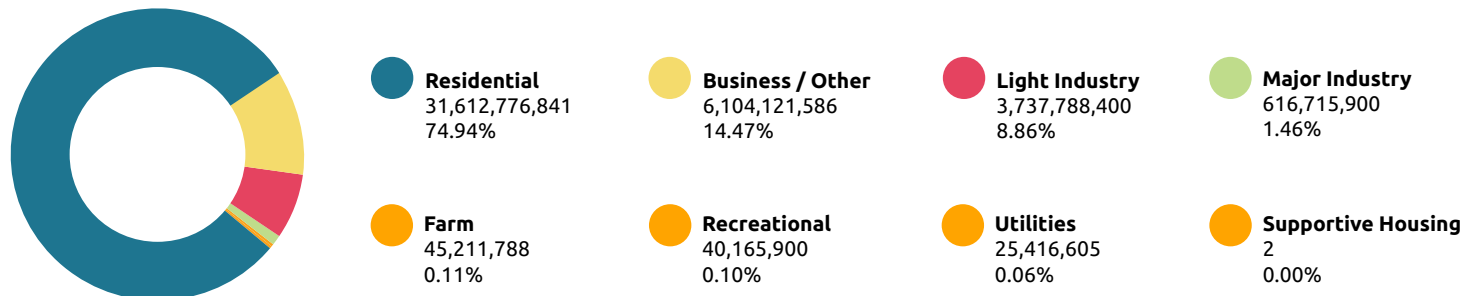 Residential
31,612,776,841
74.94%
Business / Other
6,104,121,586
14.47%
Light Industry
3,737,788,400
8.86%
Major Industry
616,715,900
1.46%
Farm
45,211,788
0.11%
Recreational
40,165,900
0.10%
Utilities
25,416,605
0.06%
Supportive Housing
2
0.00%